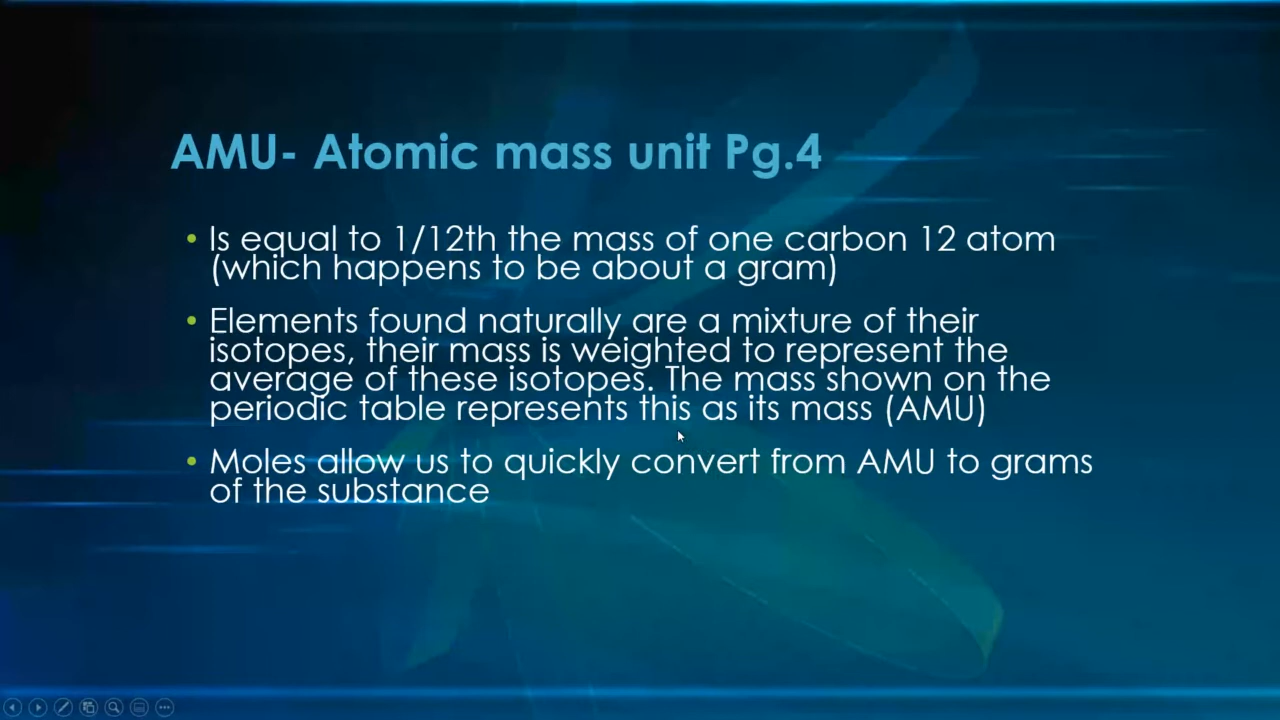 AMU- Atomic mass unit Pg.4
• Is equal to 1/12th the mass of one carbon 12 atom
(which happens to be about a gram)
• Elements found naturally are a mixture of their
isotopes, their mass is weighted to represent the
average of these isotopes. The mass shown on the
periodic table represents this as its mass (AMU)
• Moles allow us to quickly convert from AMU to grams
of the substance